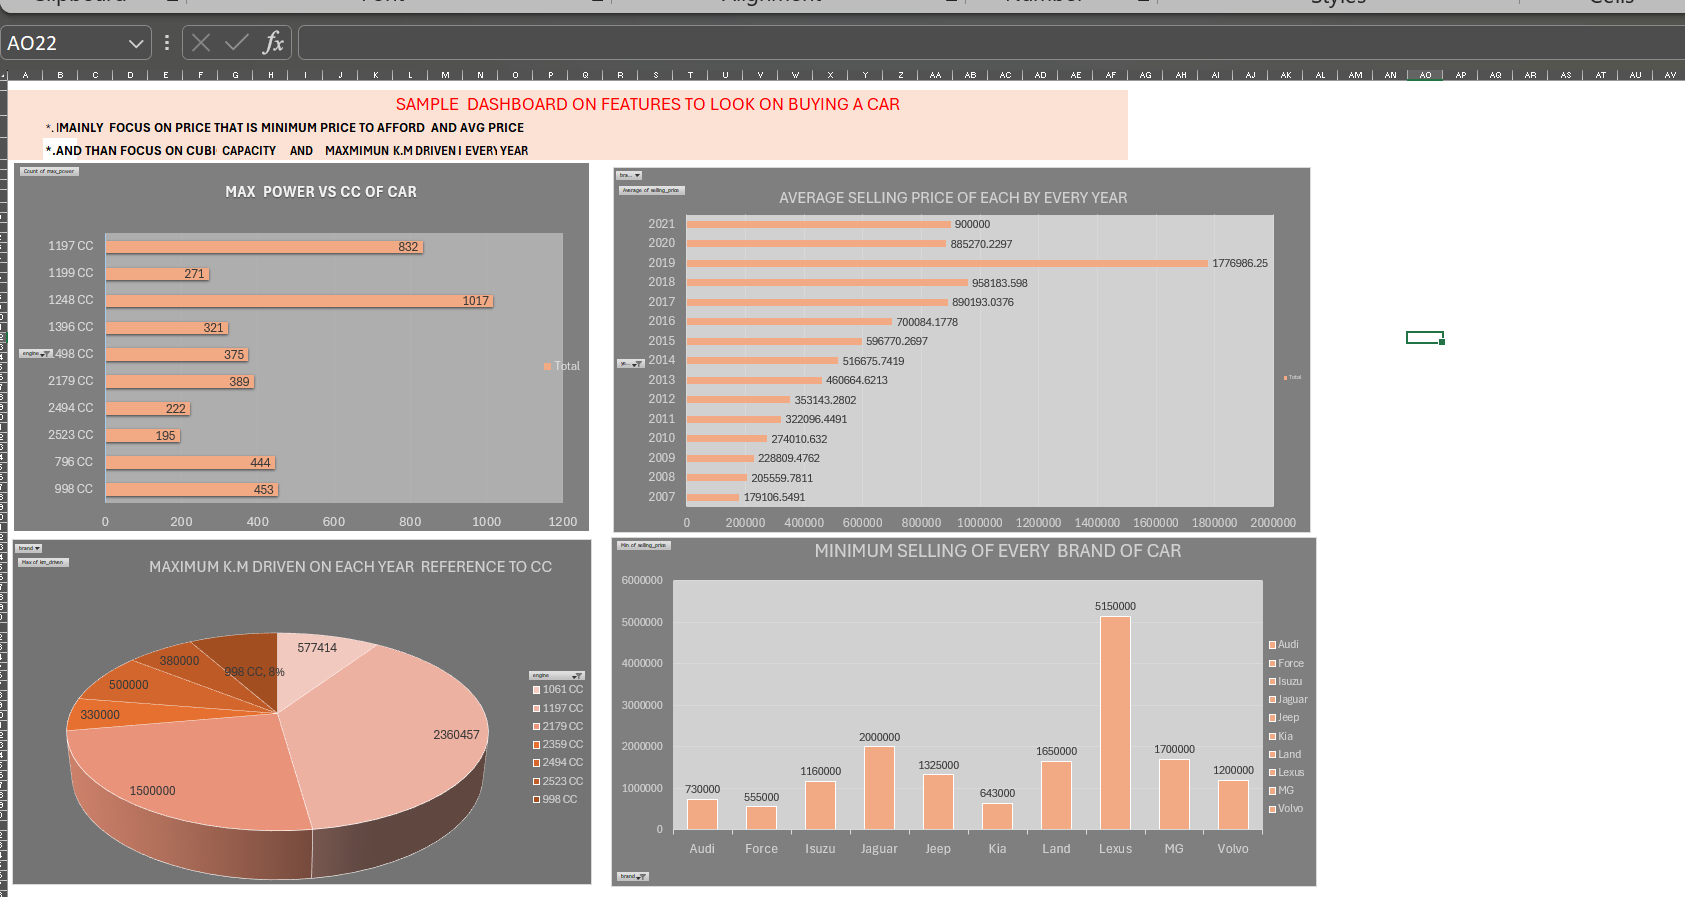 Clipboard Font Alignment Number Styles Cells
AO22
fx
A B C D E F G H I J K L M N O P Q R S T U V W X Y Z AA AB AC AD AE AF AG AH AI AJ AK AL AM AN AO AP AQ AR AS AT AU AV
SAMPLE DASHBOARD ON FEATURES TO LOOK ON BUYING A CAR
*. IMAINLY FOCUS ON PRICE THAT IS MINIMUM PRICE TO AFFORD AND AVG PRICE
*.AND THAN FOCUS ON CUBI CAPACITY AND MAXMIMUN K.M DRIVEN I EVERY YEAR
Count of max_power
MAX POWER VS CC OF CAR
1197 CC 832
1199 CC 271
1248 CC 1017
1396 CC 321
engine 498 CC 375
2179 CC 389
2494 CC 222
2523 CC 195
796 CC 444
998 CC 453
Total
0 200 400 600 800 1000 1200
bra...
Average of selling_price
AVERAGE SELLING PRICE OF EACH BY EVERY YEAR
2021 900000
2020 885270.2297
2019 1776986.25
2018 958183.598
2017 890193.0376
2016 700084.1778
2015 596770.2697
2014 516675.7419
2013 460664.6213
2012 353143.2802
2011 322096.4491
2010 274010.632
2009 228809.4762
2008 205559.7811
2007 179106.5491
Total
0 200000 400000 600000 800000 1000000 1200000 1400000 1600000 1800000 2000000
brand
Max of km_driven
MAXIMUM K.M DRIVEN ON EACH YEAR REFERENCE TO CC
577414
2360457
1500000
330000
500000
380000
998 CC, 8%
engine
1061 CC
1197 CC
2179 CC
2359 CC
2494 CC
2523 CC
998 CC
Min of selling_price
MINIMUM SELLING OF EVERY BRAND OF CAR
6000000
5000000
4000000
3000000
2000000
1000000
0
730000
555000
1160000
2000000
1325000
643000
1650000
5150000
1700000
1200000
Audi Force Isuzu Jaguar Jeep Kia Land Lexus MG Volvo
Audi
Force
Isuzu
Jaguar
Jeep
Kia
Land
Lexus
MG
Volvo
brand